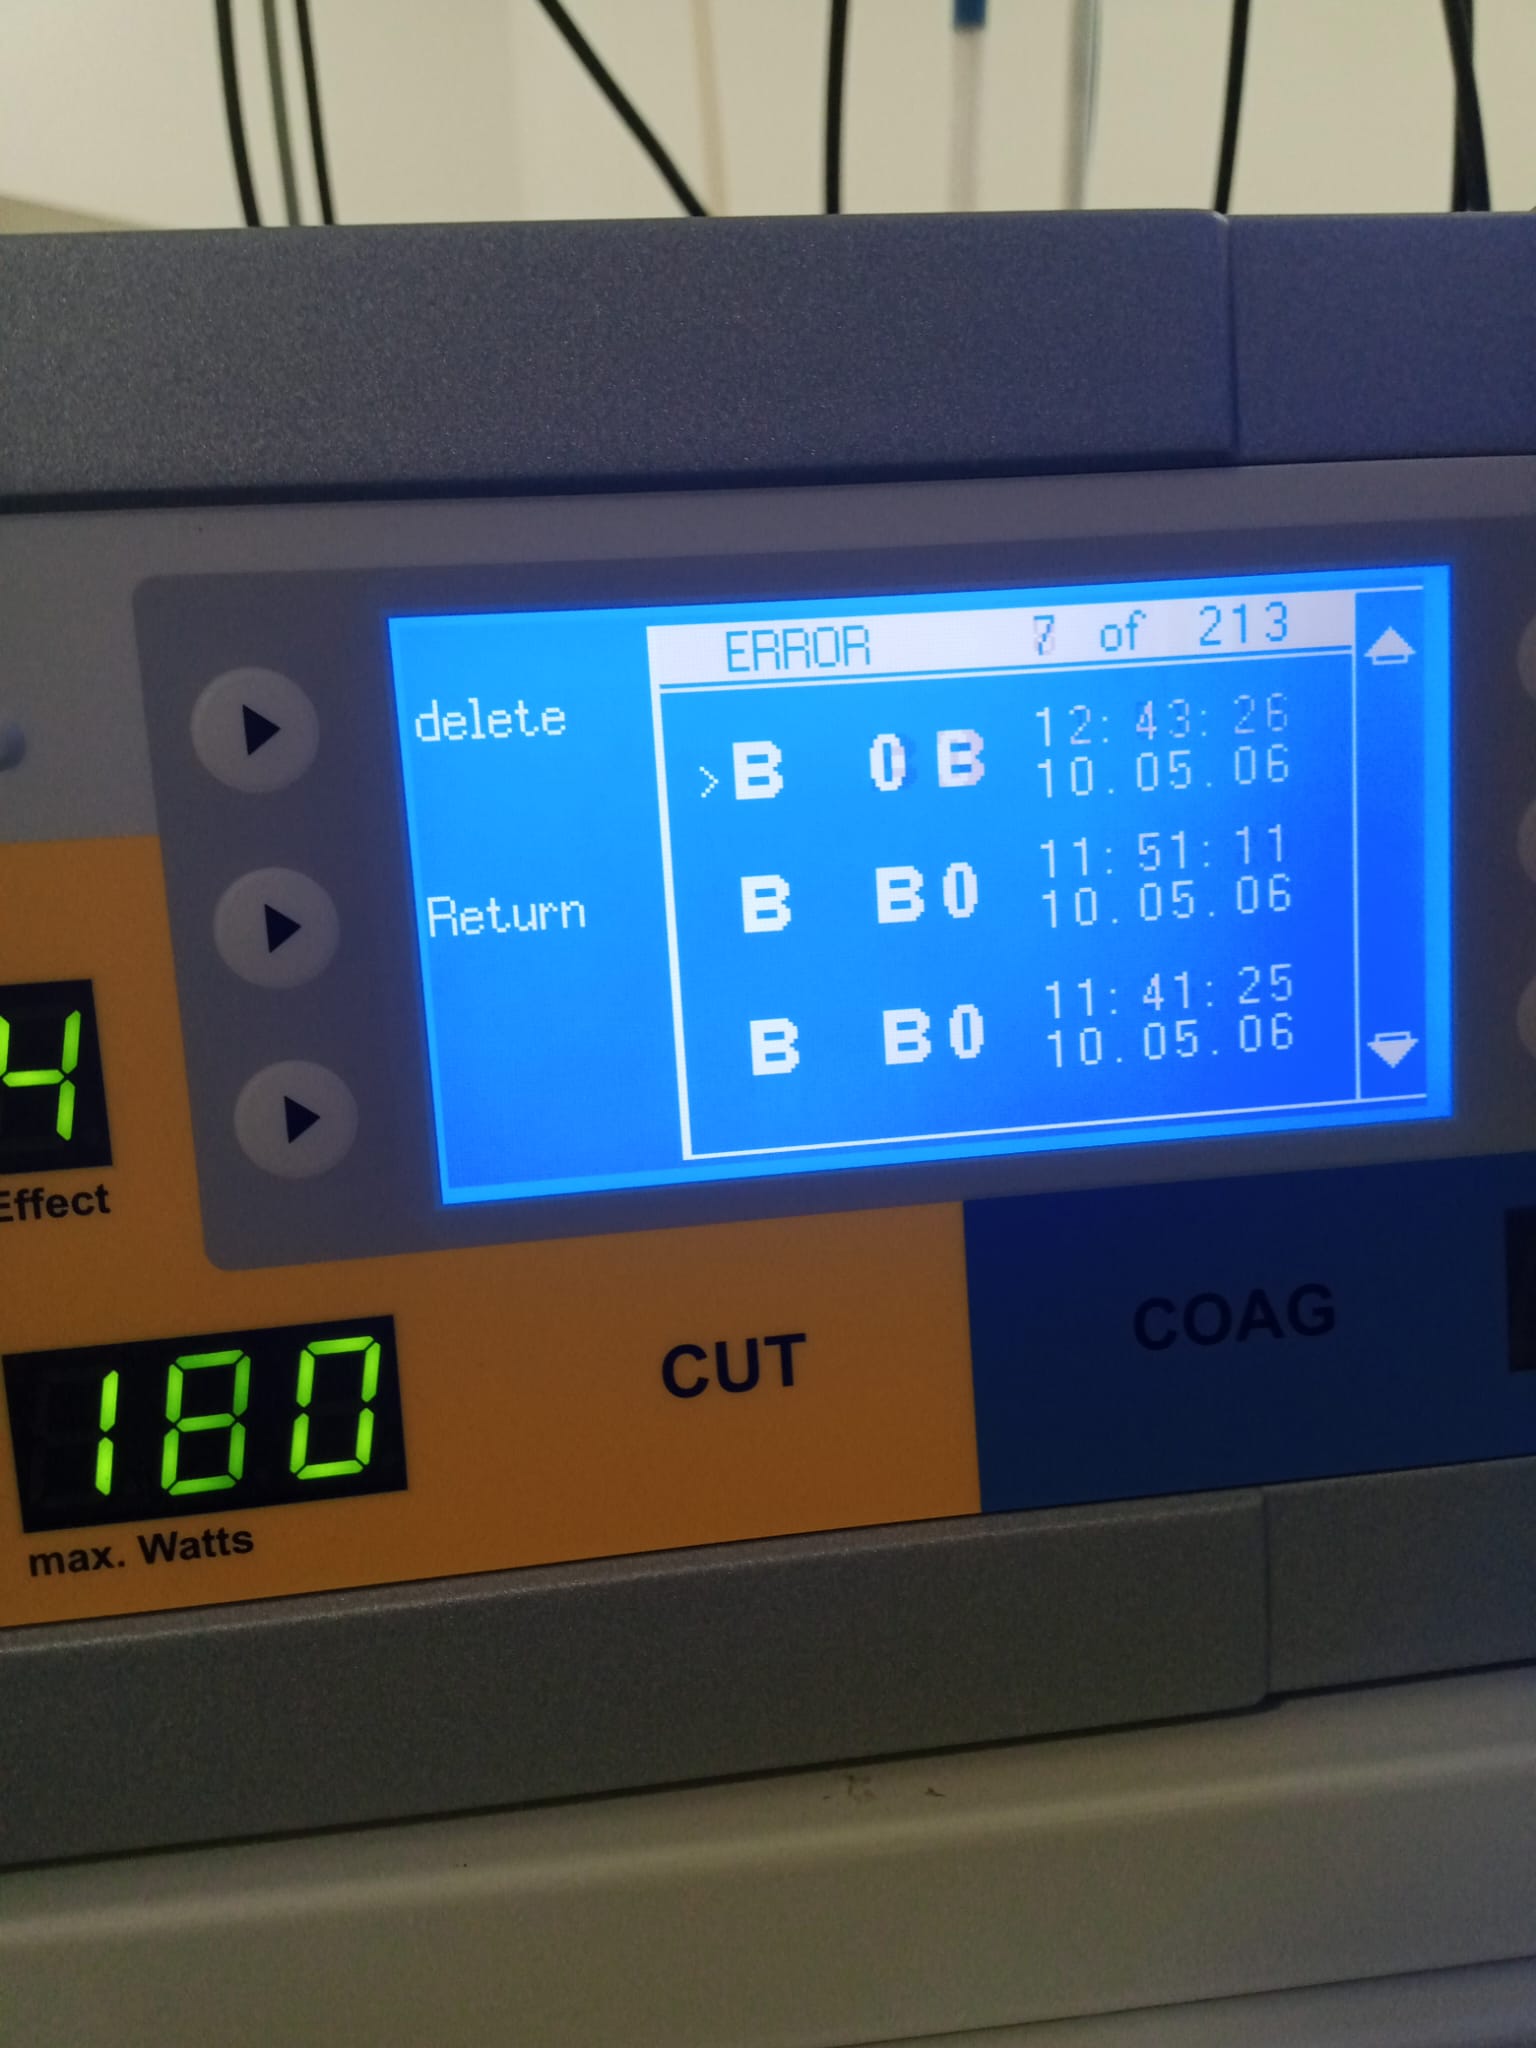 ERROR 7 of 213
delete
> B 0B 12:43:26
10.05.06
B B0 11:51:11
10.05.06
Return
B B0 11:41:25
10.05.06
Effect
180
max. Watts
CUT
COAG